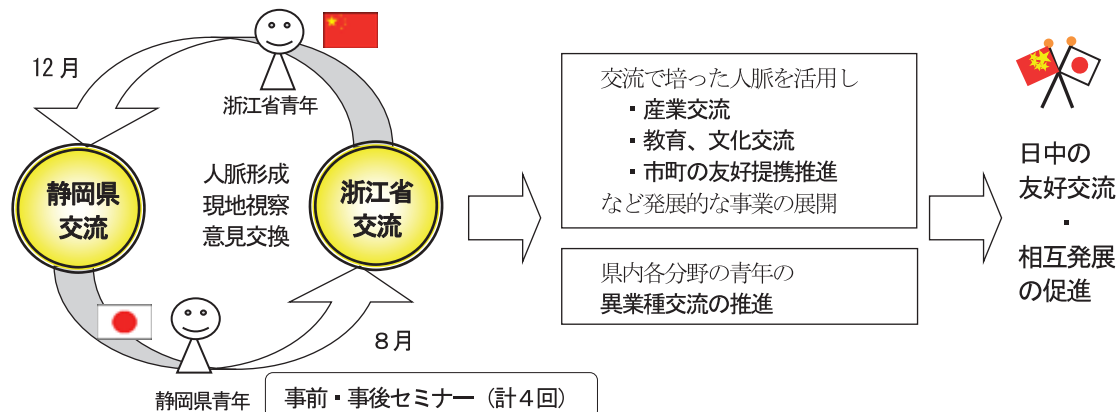 12月
浙江省青年
静岡県
交流
人脈形成
現地視察
意見交換
浙江省
交流
8月
静岡県青年
事前・事後セミナー（計4回）
交流で培った人脈を活用し
・産業交流
・教育、文化交流
・市町の友好提携推進
など発展的な事業の展開
県内各分野の青年の
異業種交流の推進
日中の
友好交流
・
相互発展
の促進